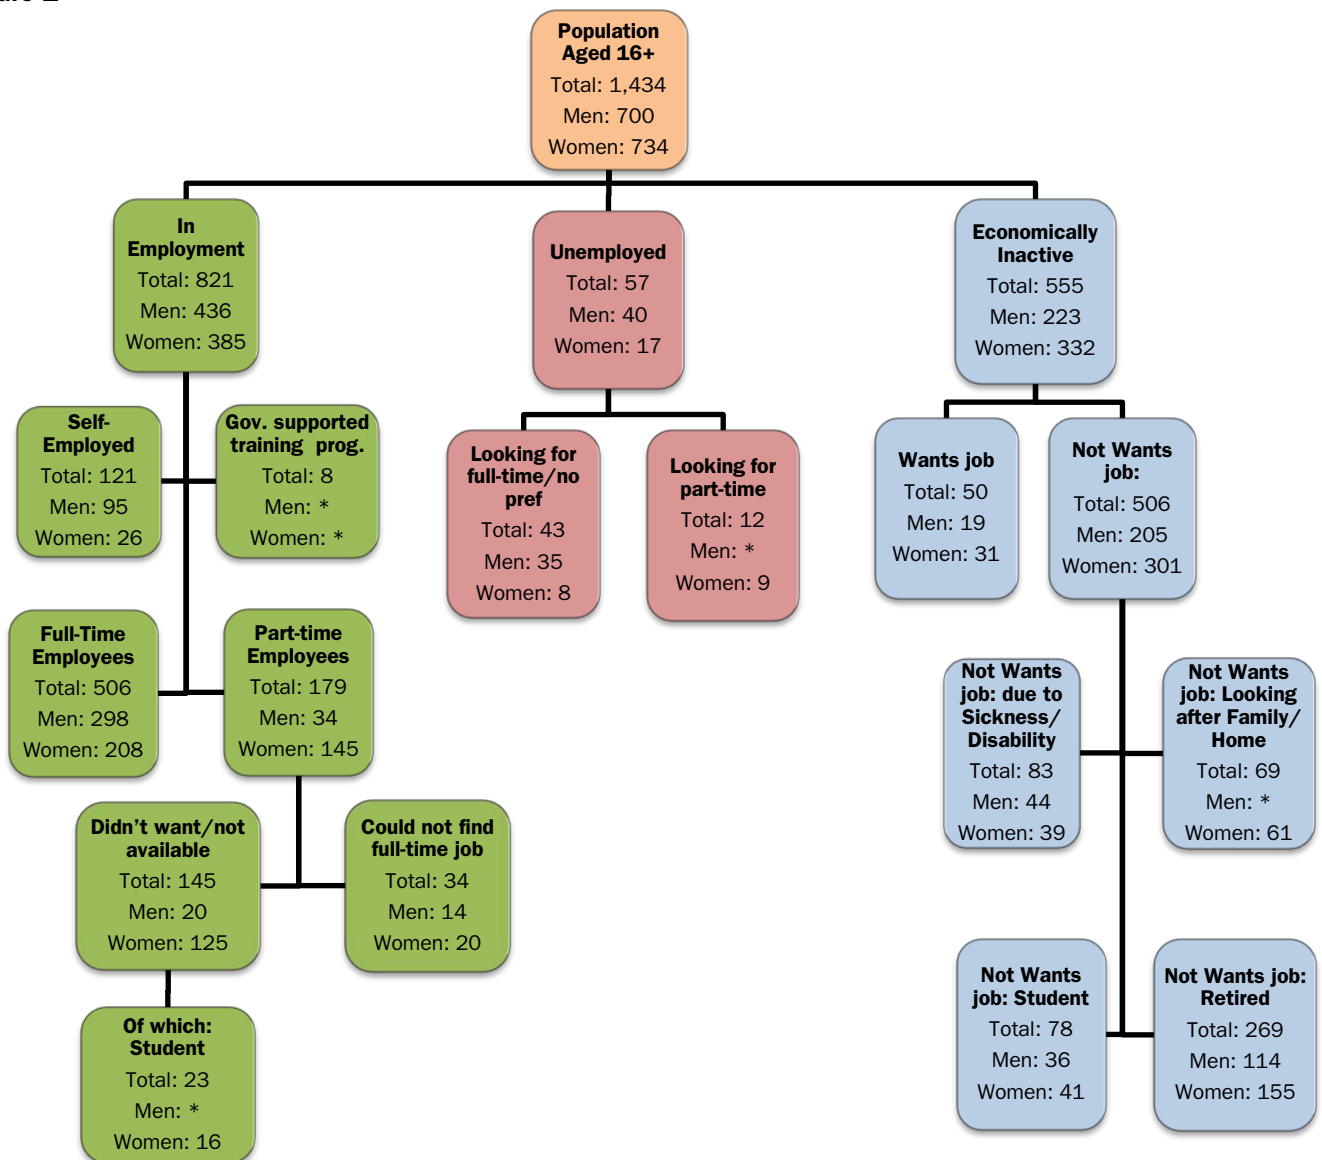 Population
Aged 16+
Total: 1,434
Men: 700
Women: 734
In
Employment
Total: 821
Men: 436
Women: 385
Unemployed
Total: 57
Men: 40
Women: 17
Economically
Inactive
Total: 555
Men: 223
Women: 332
Self-
Employed
Total: 121
Men: 95
Women: 26
Gov. supported
training prog.
Total: 8
Men: *
Women: *
Looking for
full-time/no
pref
Total: 43
Men: 35
Women: 8
Looking for
part-time
Total: 12
Men: *
Women: 9
Wants job
Total: 50
Men: 19
Women: 31
Not Wants
job:
Total: 506
Men: 205
Women: 301
Full-Time
Employees
Total: 506
Men: 298
Women: 208
Part-time
Employees
Total: 179
Men: 34
Women: 145
Not Wants
job: due to
Sickness/
Disability
Total: 83
Men: 44
Women: 39
Not Wants
job: Looking
after Family/
Home
Total: 69
Men: *
Women: 61
Didn’t want/not
available
Total: 145
Men: 20
Women: 125
Could not find
full-time job
Total: 34
Men: 14
Women: 20
Not Wants
job: Student
Total: 78
Men: 36
Women: 41
Not Wants job:
Retired
Total: 269
Men: 114
Women: 155
Of which:
Student
Total: 23
Men: *
Women: 16